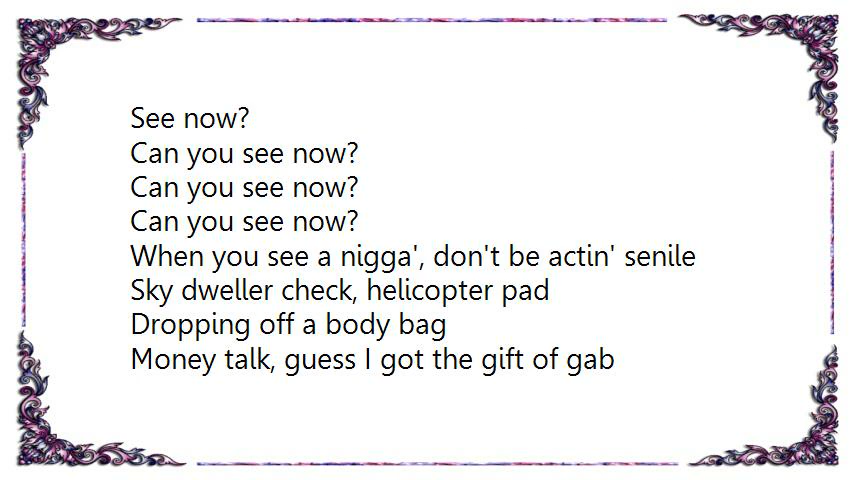 See now?
Can you see now?
Can you see now?
Can you see now?
When you see a nigga', don't be actin' senile
Sky dweller check, helicopter pad
Dropping off a body bag
Money talk, guess I got the gift of gab